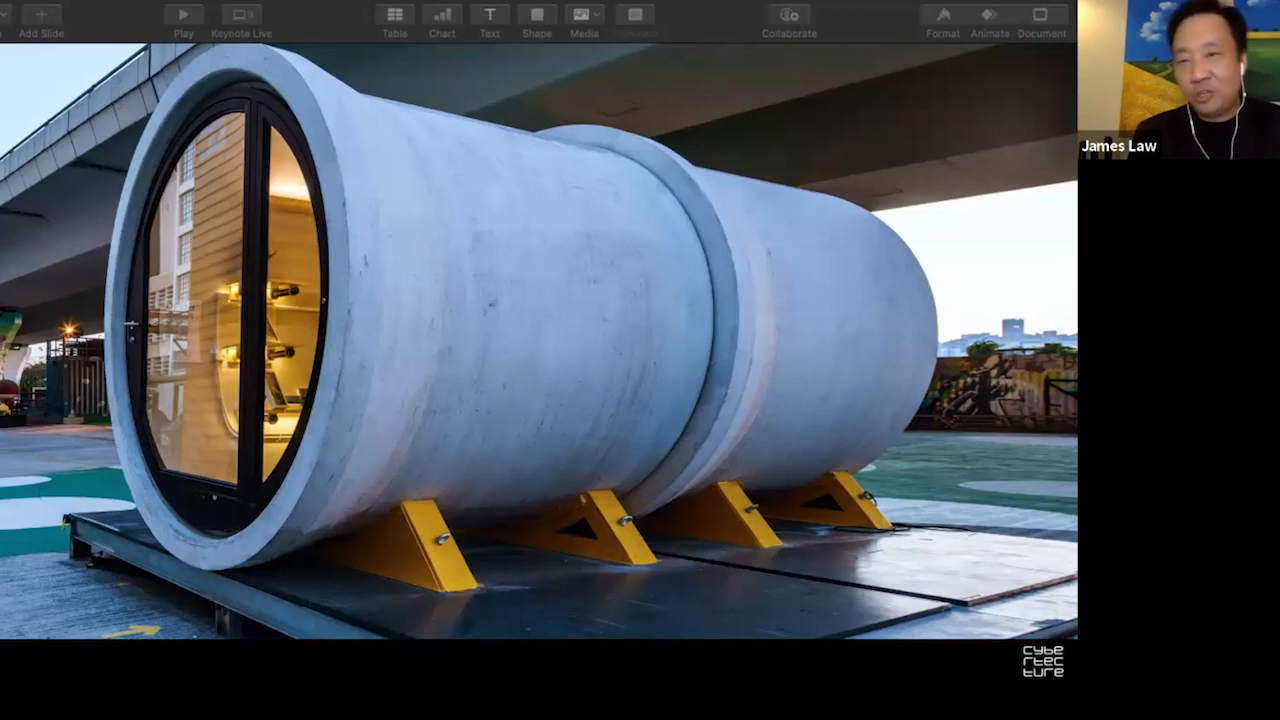 Add Slide
Play
Keynote Live
Table
Chart
Text
Shape
Media
Collaborate
Format
Animate
Document
James Law
cybe
rtec
ture